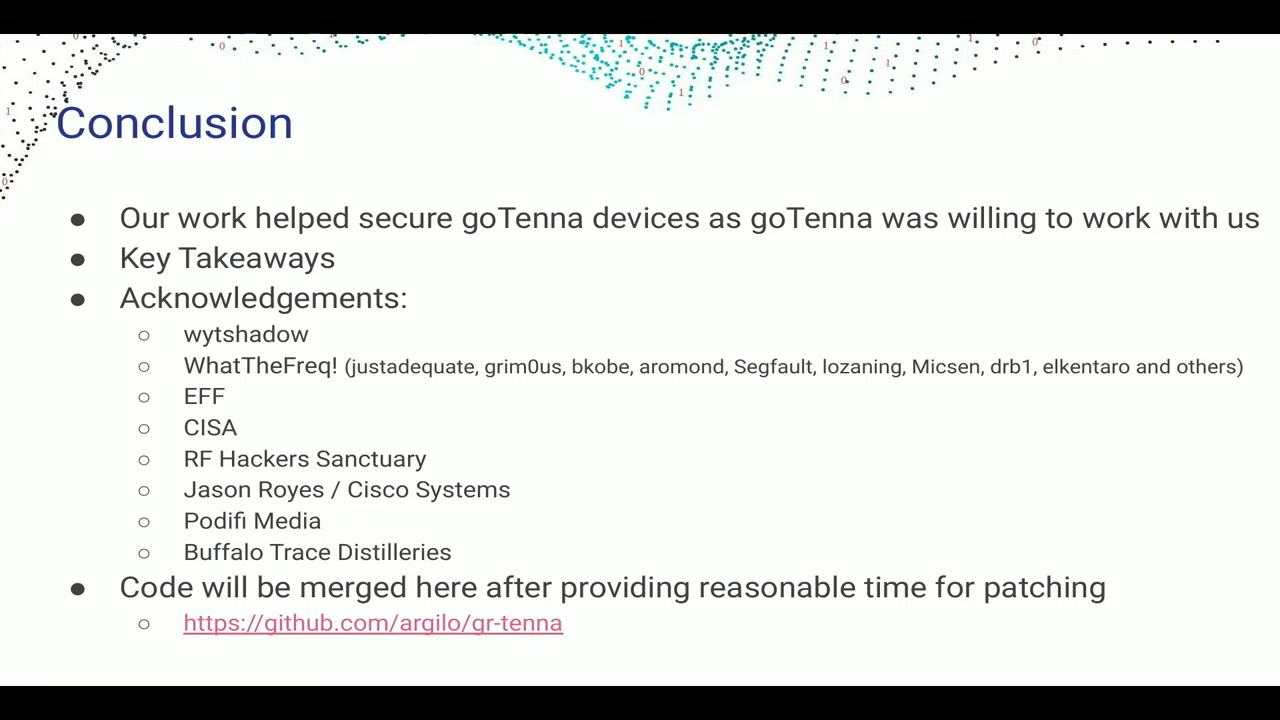 Conclusion
● Our work helped secure goTenna devices as goTenna was willing to work with us
● Key Takeaways
● Acknowledgements:
○ wytshadow
○ WhatTheFreq! (justadequate, grim0us, bkobe, aromond, Segfault, lozaning, Micsen, drb1, elkentaro and others)
○ EFF
○ CISA
○ RF Hackers Sanctuary
○ Jason Royes / Cisco Systems
○ Podifi Media
○ Buffalo Trace Distilleries
● Code will be merged here after providing reasonable time for patching
○ https://github.com/argilo/gr-tenna